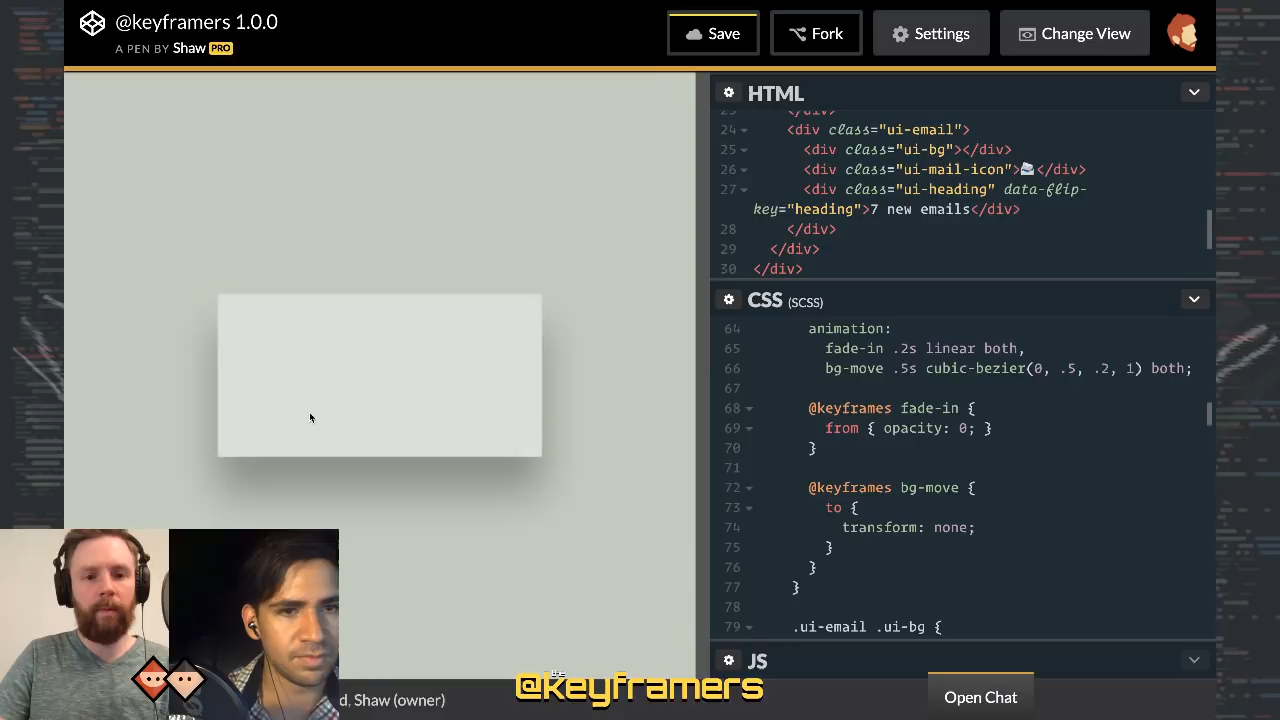 @keyframers 1.0.0
A PEN BY Shaw PRO
Save
Fork
Settings
Change View
HTML
23 </div>
24 <div class="ui-email">
25 <div class="ui-bg"></div>
26 <div class="ui-mail-icon">📨</div>
27 <div class="ui-heading" data-flip-
key="heading">7 new emails</div>
28 </div>
29 </div>
30 </div>
CSS (SCSS)
64 animation:
65 fade-in .2s linear both,
66 bg-move .5s cubic-bezier(0, .5, .2, 1) both;
67
68 @keyframes fade-in {
69 from { opacity: 0; }
70 }
71
72 @keyframes bg-move {
73 to {
74 transform: none;
75 }
76 }
77 }
78
79 .ui-email .ui-bg {
JS
d, Shaw (owner)
@keyframers
Open Chat